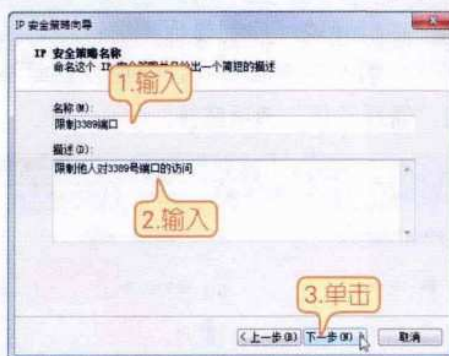 IP 安全策略向导
IP 安全策略名称
命名这个 IP 安全策略并且给出一个简短的描述
1.输入
名称(M):
限制3389端口
描述(D):
限制他人对3389号端口的访问
2.输入
3.单击
<上一步(B) 下一步(N) > 取消